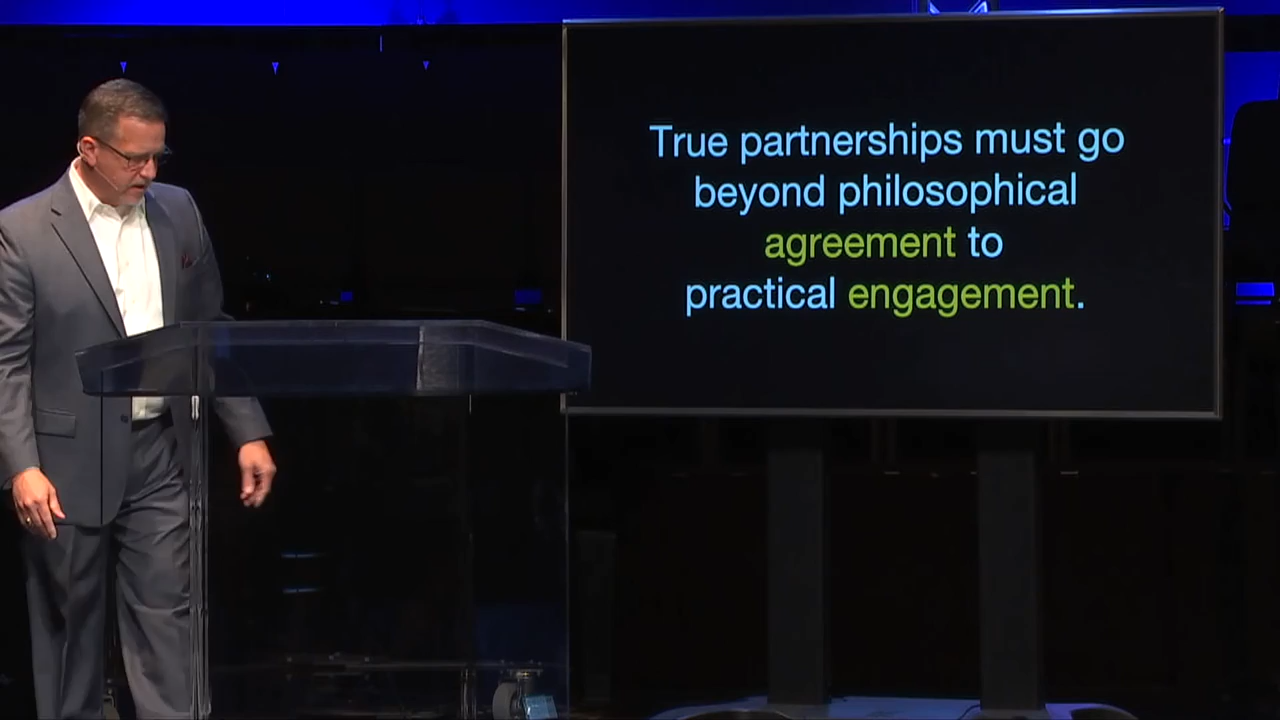 True partnerships must go
beyond philosophical
agreement to
practical engagement.